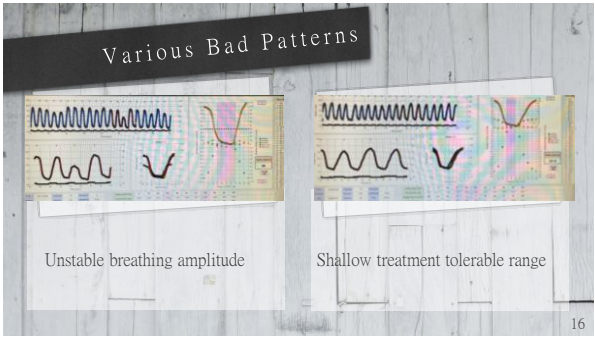 Various Bad Patterns
Unstable breathing amplitude
Shallow treatment tolerable range
16